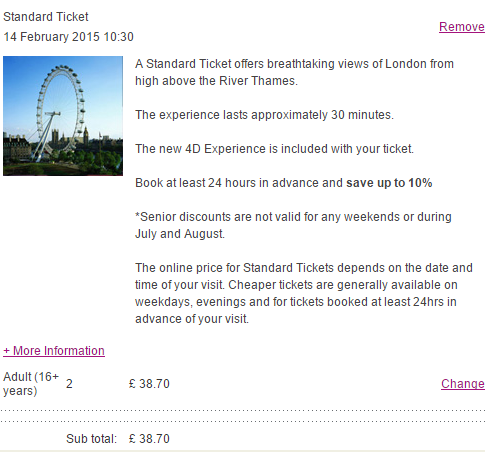 Standard Ticket
14 February 2015 10:30
Remove
A Standard Ticket offers breathtaking views of London from
high above the River Thames.
The experience lasts approximately 30 minutes.
The new 4D Experience is included with your ticket.
Book at least 24 hours in advance and save up to 10%
*Senior discounts are not valid for any weekends or during
July and August.
The online price for Standard Tickets depends on the date and
time of your visit. Cheaper tickets are generally available on
weekdays, evenings and for tickets booked at least 24hrs in
advance of your visit.
+ More Information
Adult (16+
years)
2
£ 38.70
Change
Sub total:
£ 38.70